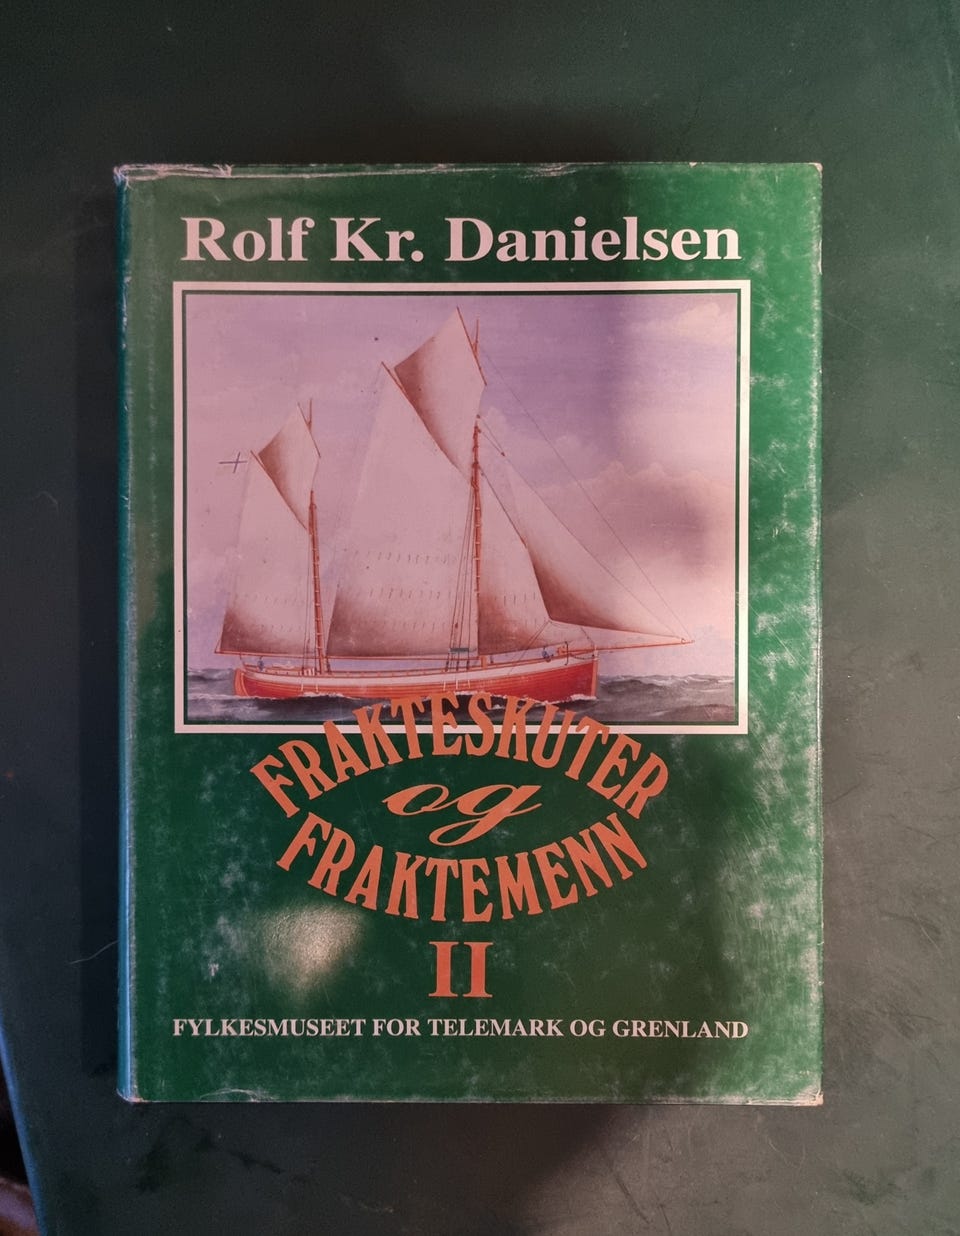 Rolf Kr. Danielsen
FRAKTESKUTER
og
FRAKTEMENN
II
FYLKESMUSEET FOR TELEMARK OG GRENLAND